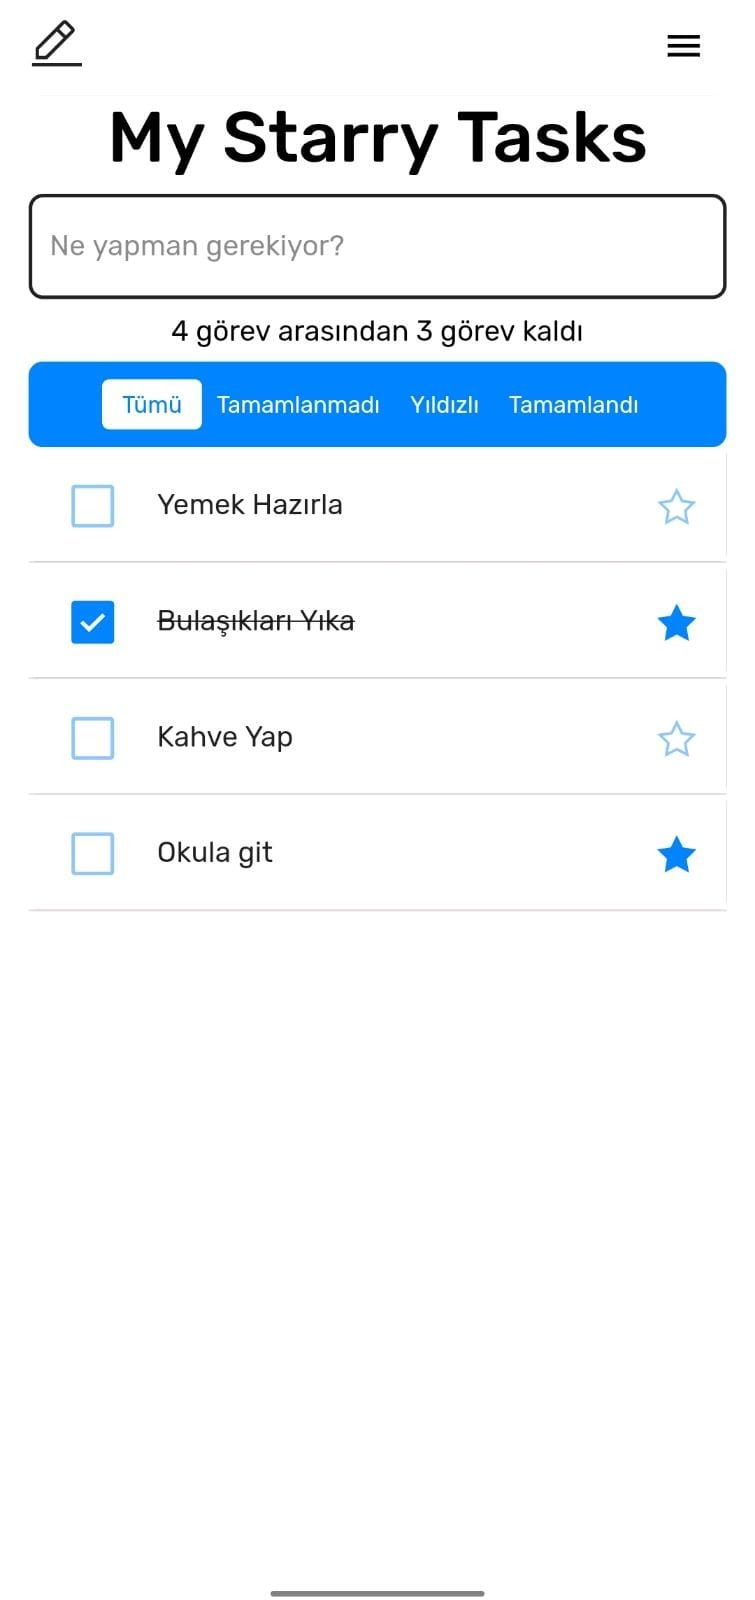 My Starry Tasks
Ne yapman gerekiyor?
4 görev arasından 3 görev kaldı
Tümü Tamamlanmadı Yıldızlı Tamamlandı
Yemek Hazırla
Bulaşıkları Yıka
Kahve Yap
Okula git